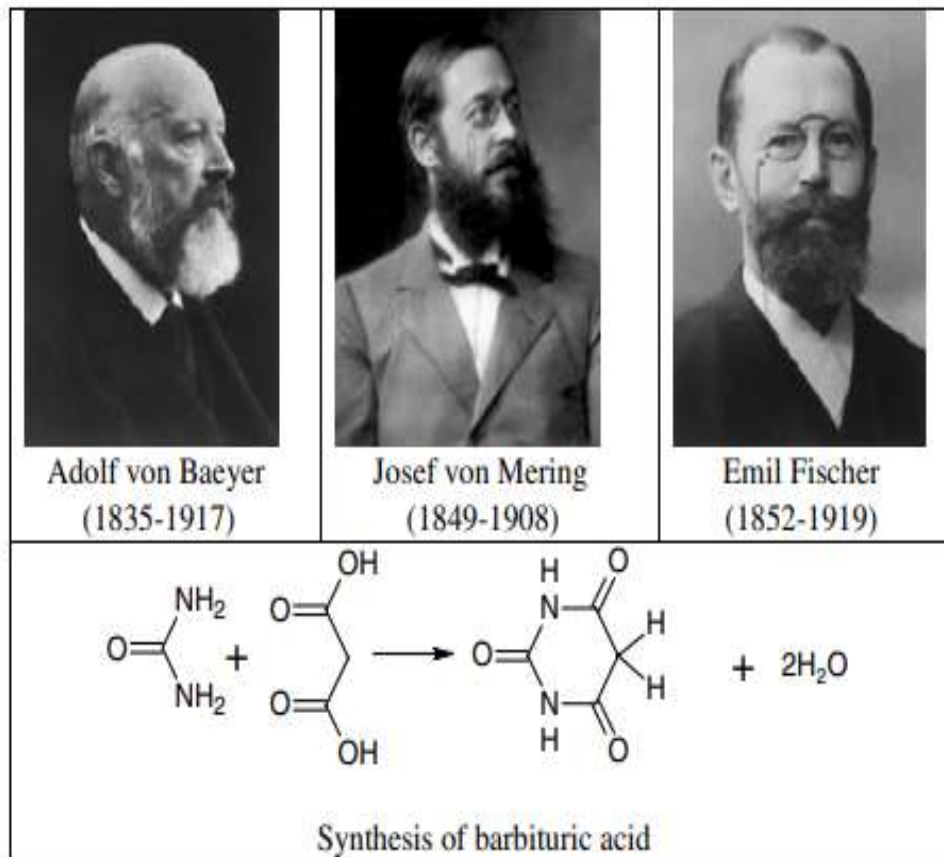 Adolf von Baeyer
(1835-1917)
Josef von Mering
(1849-1908)
Emil Fischer
(1852-1919)
O NH2 NH2 + O OH O OH → O H N N H O O H H + 2H2O
Synthesis of barbituric acid